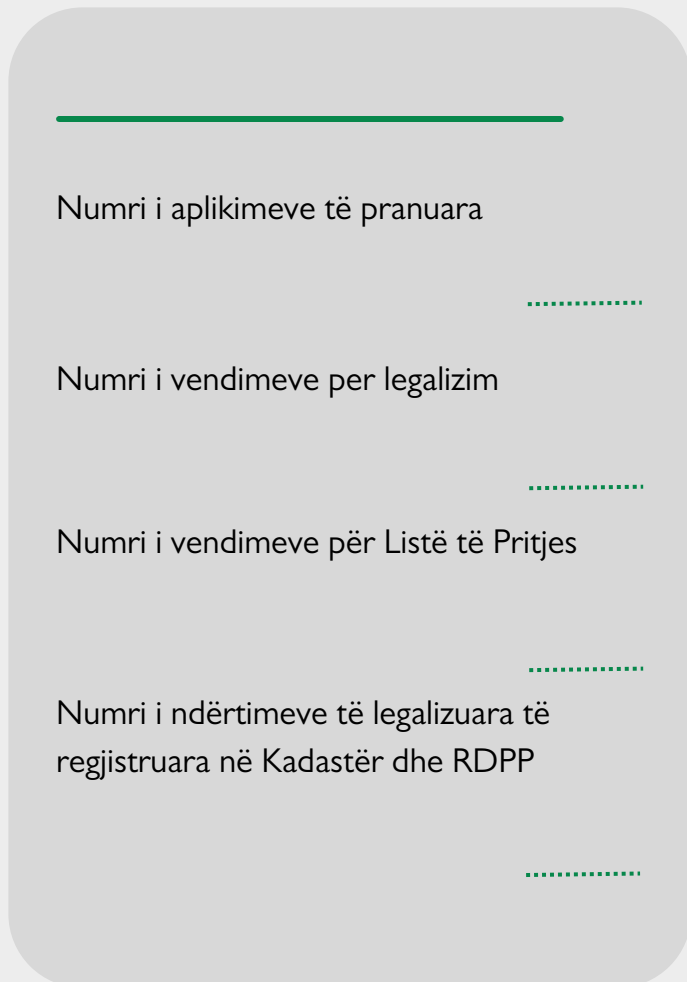 Numri i aplikimeve të pranuara
Numri i vendimeve per legalizim
Numri i vendimeve për Listë të Pritjes
Numri i ndërtimeve të legalizuara të
regjistruara në Kadastër dhe RDPP